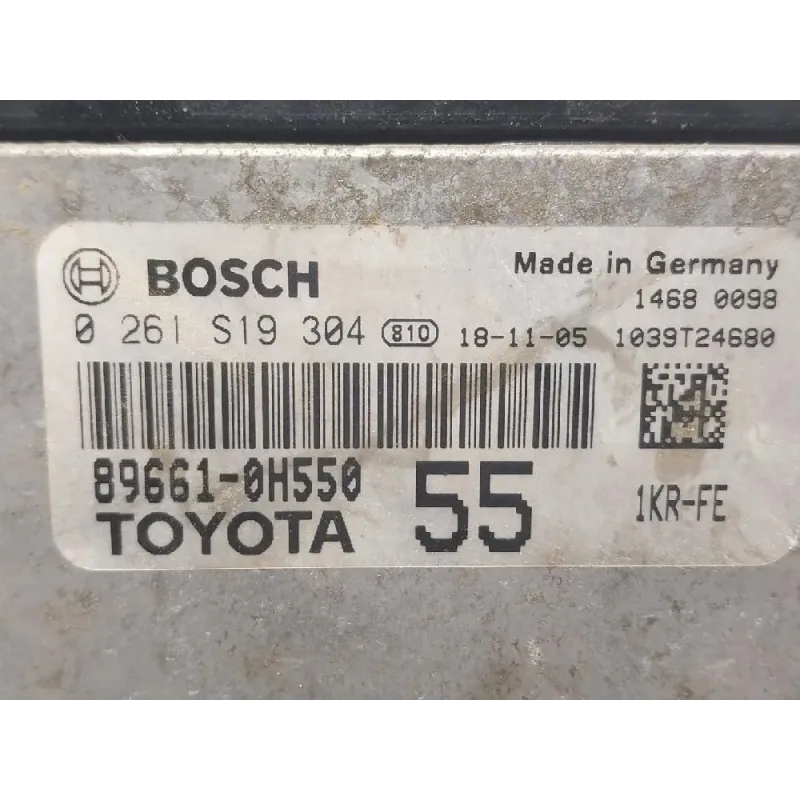 BOSCH Made in Germany
1468 0098
0 261 S19 304 810 18-11-05 1039T24680
89661-0H550 55 1KR-FE
TOYOTA